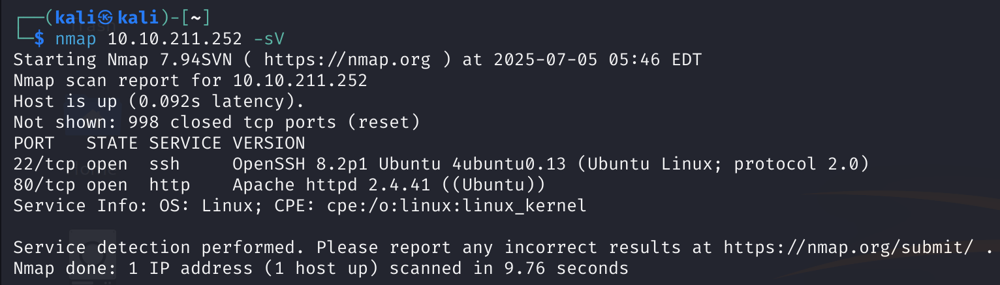 ┌──(kali㉿kali)-[~]
└─$ nmap 10.10.211.252 -sV
Starting Nmap 7.94SVN ( https://nmap.org ) at 2025-07-05 05:46 EDT
Nmap scan report for 10.10.211.252
Host is up (0.092s latency).
Not shown: 998 closed tcp ports (reset)
PORT   STATE SERVICE VERSION
22/tcp open  ssh     OpenSSH 8.2p1 Ubuntu 4ubuntu0.13 (Ubuntu Linux; protocol 2.0)
80/tcp open  http    Apache httpd 2.4.41 ((Ubuntu))
Service Info: OS: Linux; CPE: cpe:/o:linux:linux_kernel
Service detection performed. Please report any incorrect results at https://nmap.org/submit/ .
Nmap done: 1 IP address (1 host up) scanned in 9.76 seconds